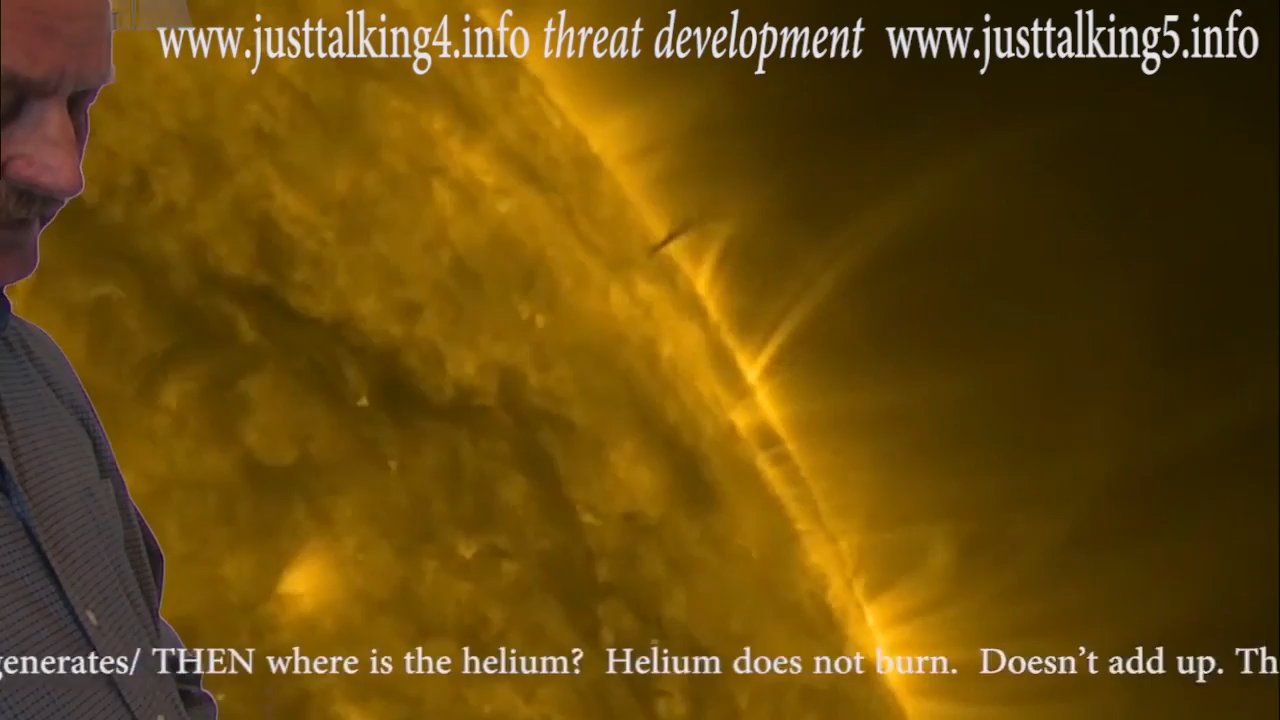 www.justtalking4.info threat development www.justtalking5.info
generates/ THEN where is the helium? Helium does not burn. Doesn't add up. Th